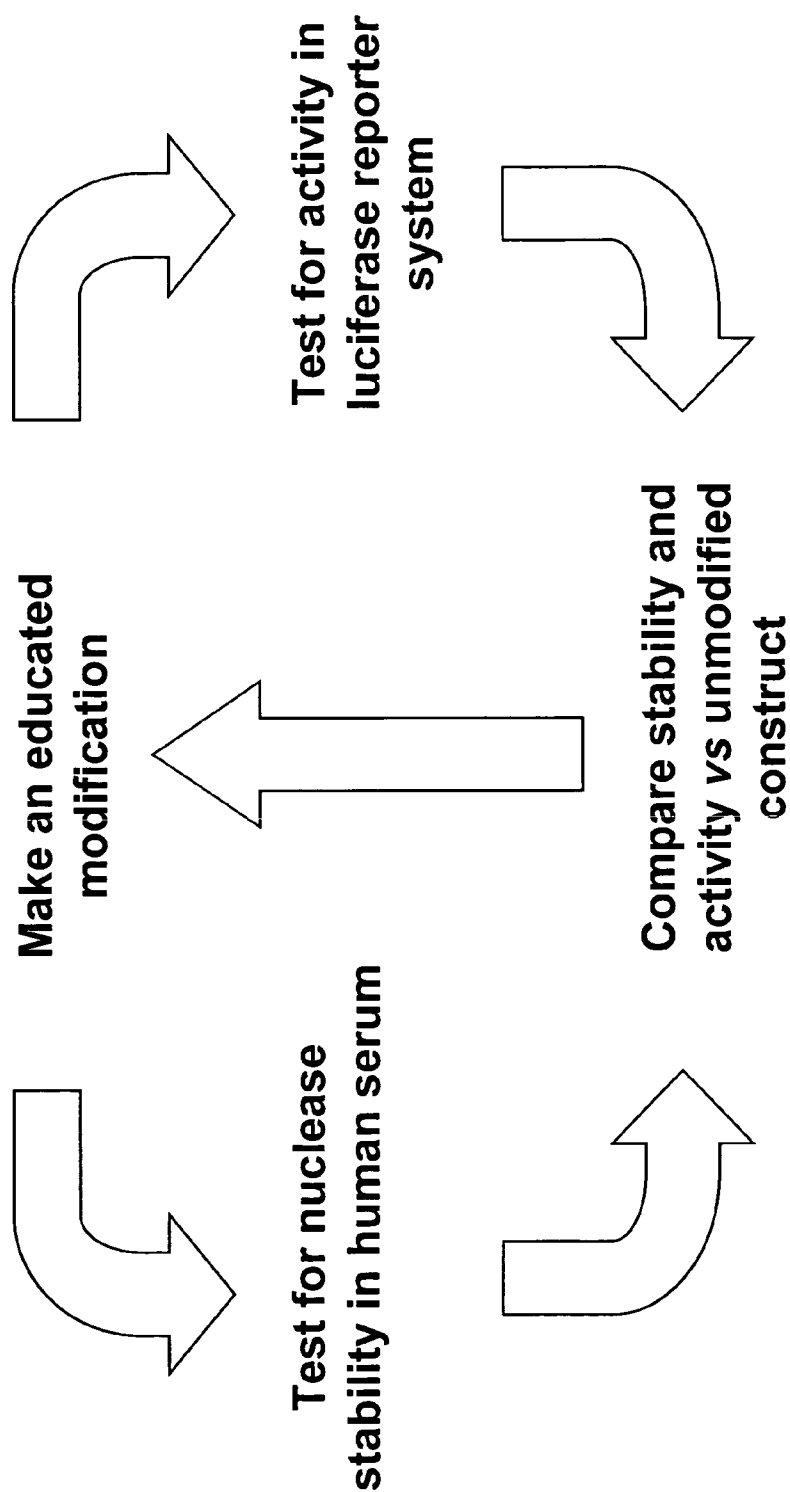 Make an educated
modification
Test for nuclease
stability in human serum
Test for activity in
luciferase reporter
system
Compare stability and
activity vs unmodified
construct